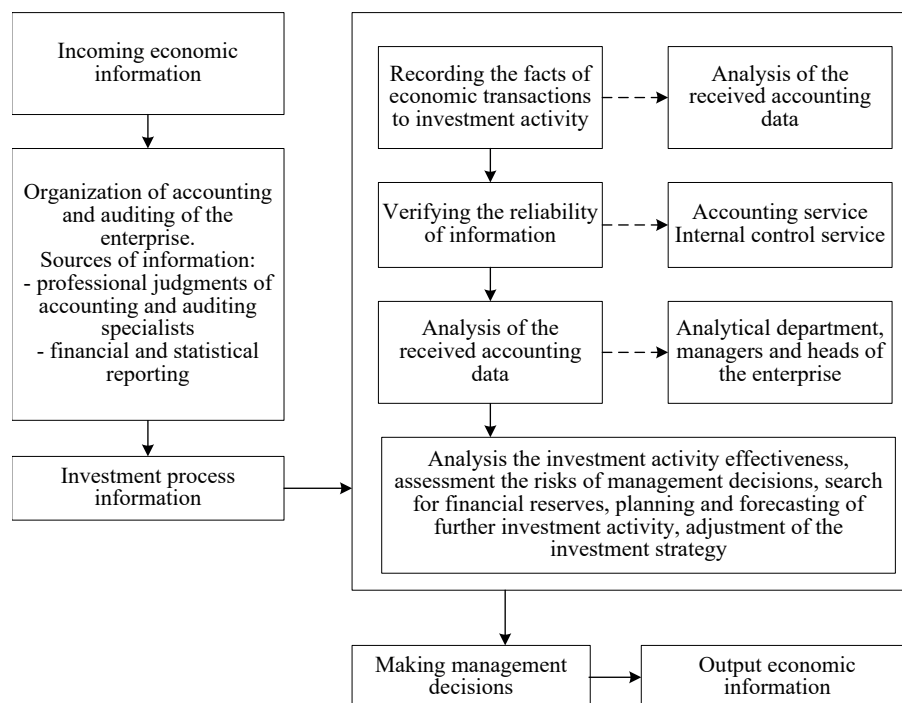 Incoming economic
information
Organization of accounting
and auditing of the
enterprise.
Sources of information:
- professional judgments of
accounting and auditing
specialists
- financial and statistical
reporting
Investment process
information
Recording the facts of
economic transactions
to investment activity
Analysis of the
received accounting
data
Verifying the reliability
of information
Accounting service
Internal control service
Analysis of the
received accounting
data
Analytical department,
managers and heads of
the enterprise
Analysis the investment activity effectiveness,
assessment the risks of management decisions, search
for financial reserves, planning and forecasting of
further investment activity, adjustment of the
investment strategy
Making management
decisions
Output economic
information